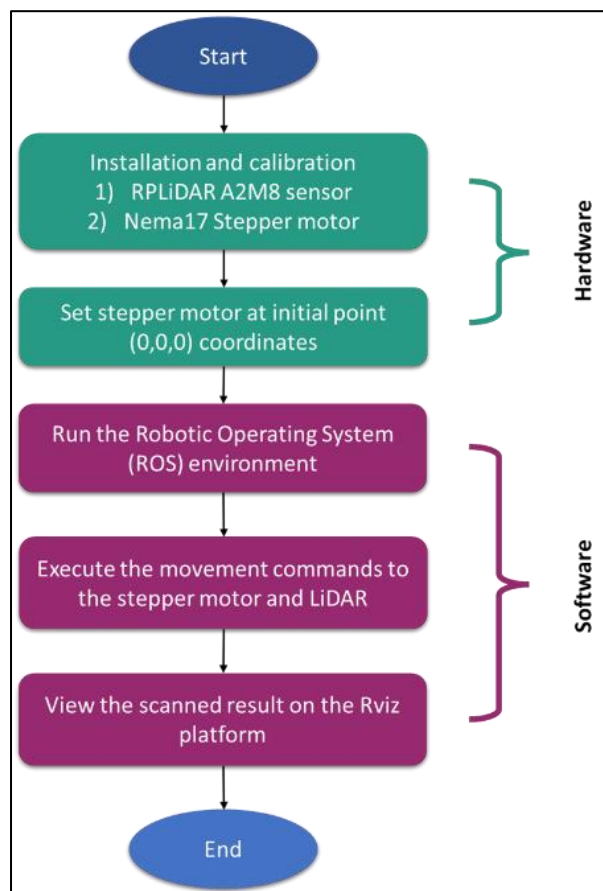 Start
Installation and calibration
1) RPLiDAR A2M8 sensor
2) Nema17 Stepper motor
Set stepper motor at initial point
(0,0,0) coordinates
Hardware
Run the Robotic Operating System
(ROS) environment
Execute the movement commands to
the stepper motor and LiDAR
View the scanned result on the Rviz
platform
Software
End